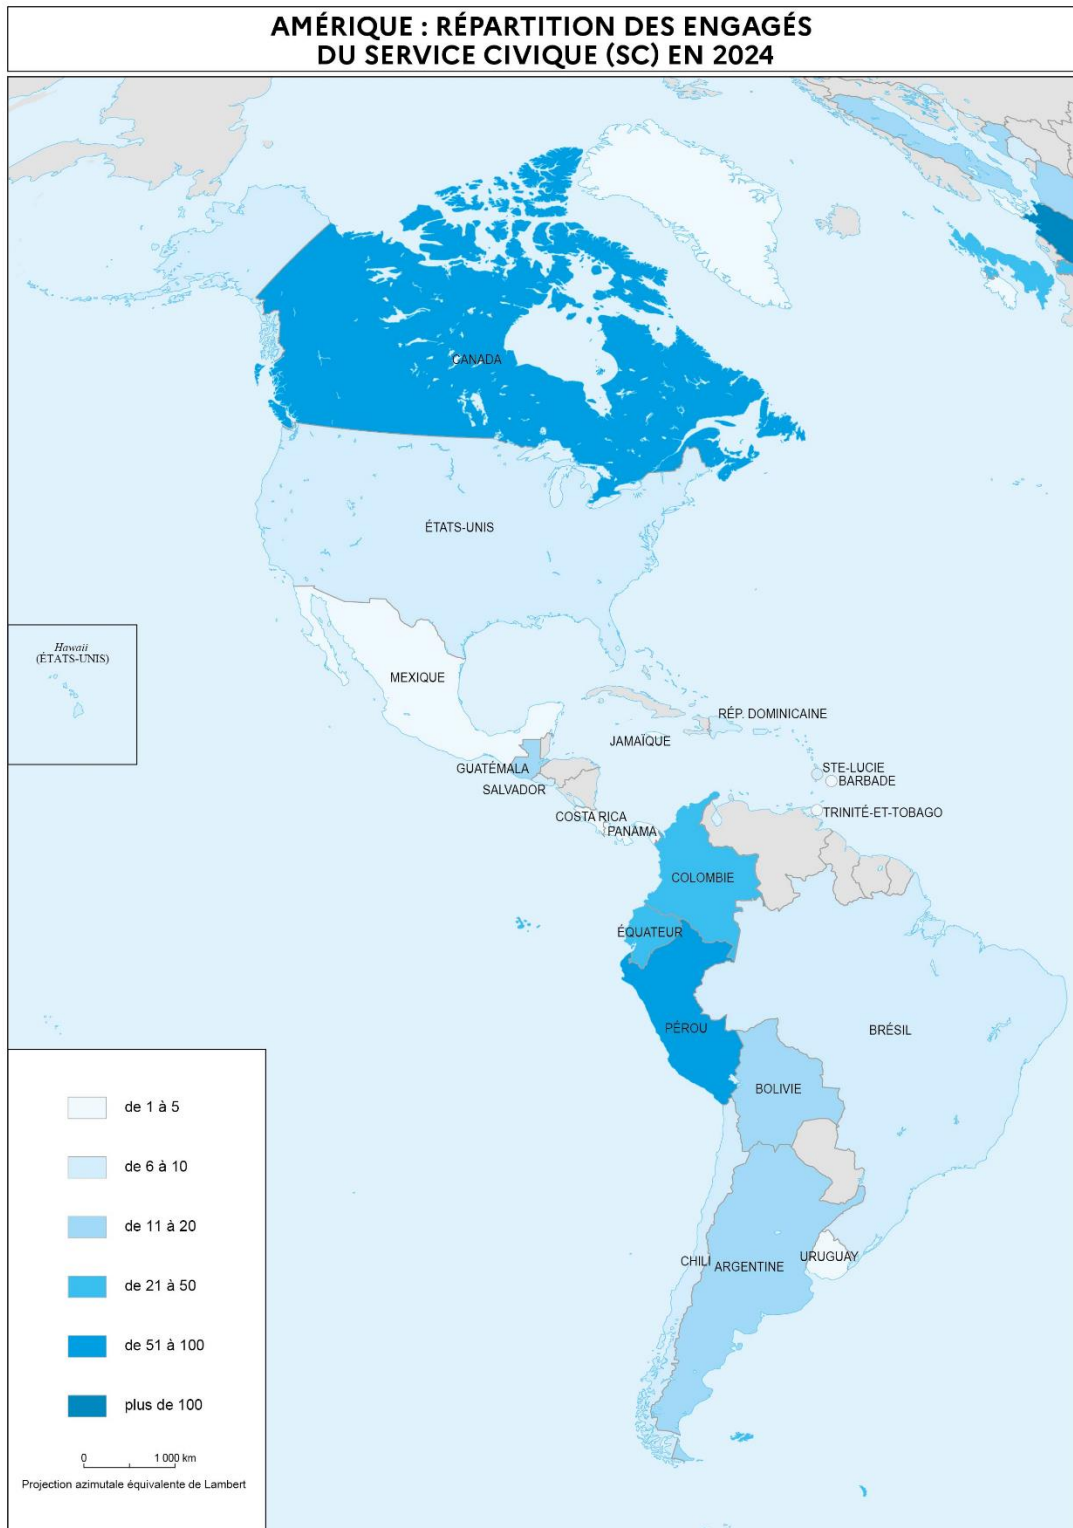 AMÉRIQUE : RÉPARTITION DES ENGAGÉS
DU SERVICE CIVIQUE (SC) EN 2024
CANADA
ÉTATS-UNIS
Hawaii
(ÉTATS-UNIS)
MEXIQUE
RÉP. DOMINICAINE
JAMAÏQUE
GUATÉMALA
STE-LUCIE
BARBADE
SALVADOR
COSTA RICA
TRINITÉ-ET-TOBAGO
PANAMA
COLOMBIE
ÉQUATEUR
PÉROU
BRÉSIL
BOLIVIE
CHILI
ARGENTINE
URUGUAY
de 1 à 5
de 6 à 10
de 11 à 20
de 21 à 50
de 51 à 100
plus de 100
0 1 000 km
Projection azimutale équivalente de Lambert